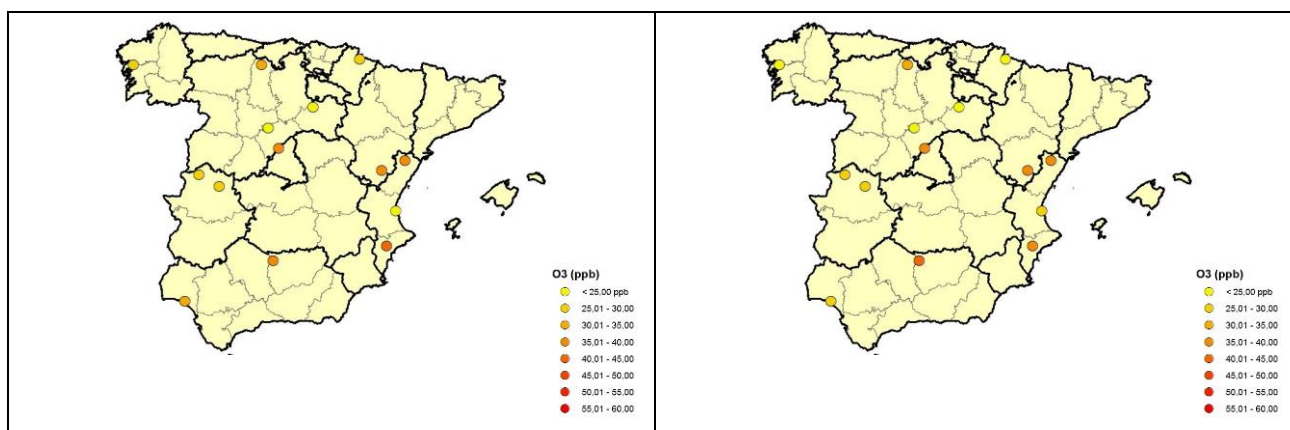 O3 (ppb)
< 25,00 ppb
25,01 - 30,00
30,01 - 35,00
35,01 - 40,00
40,01 - 45,00
45,01 - 50,00
50,01 - 55,00
55,01 - 60,00
O3 (ppb)
< 25,00 ppb
25,01 - 30,00
30,01 - 35,00
35,01 - 40,00
40,01 - 45,00
45,01 - 50,00
50,01 - 55,00
55,01 - 60,00